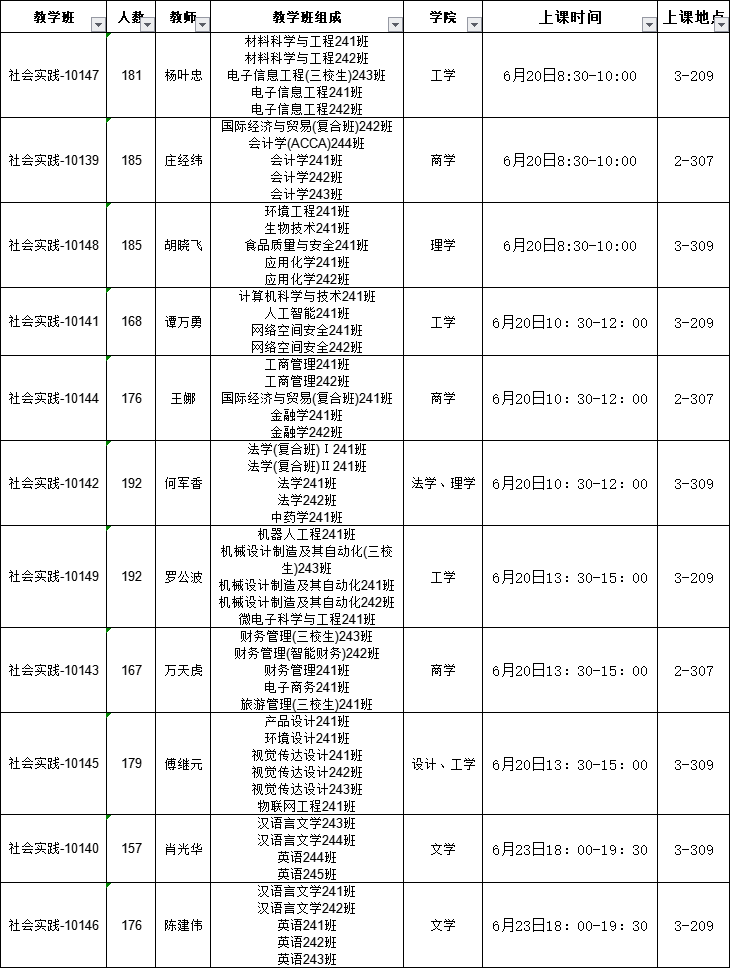 教学班 人数 教师 教学班组成 学院 上课时间 上课地点
社会实践-10147 181 杨叶忠 材料科学与工程241班
材料科学与工程242班
电子信息工程(三校生)243班
电子信息工程241班
电子信息工程242班 工学 6月20日8:30-10:00 3-209
社会实践-10139 185 庄经纬 国际经济与贸易(复合班)242班
会计学(ACCA)244班
会计学241班
会计学242班
会计学243班 商学 6月20日8:30-10:00 2-307
社会实践-10148 185 胡晓飞 环境工程241班
生物技术241班
食品质量与安全241班
应用化学241班
应用化学242班 理学 6月20日8:30-10:00 3-309
社会实践-10141 168 谭万勇 计算机科学与技术241班
人工智能241班
网络空间安全241班
网络空间安全242班 工学 6月20日10：30-12：00 3-209
社会实践-10144 176 王娜 工商管理241班
工商管理242班
国际经济与贸易(复合班)241班
金融学241班
金融学242班 商学 6月20日10：30-12：00 2-307
社会实践-10142 192 何军香 法学(复合班)Ⅰ241班
法学(复合班)Ⅱ241班
法学241班
法学242班
中药学241班 法学、理学 6月20日10：30-12：00 3-309
社会实践-10149 192 罗公波 机器人工程241班
机械设计制造及其自动化(三校
生)243班
机械设计制造及其自动化241班
机械设计制造及其自动化242班
微电子科学与工程241班 工学 6月20日13：30-15：00 3-209
社会实践-10143 167 万天虎 财务管理(三校生)243班
财务管理(智能财务)242班
财务管理241班
电子商务241班
旅游管理(三校生)241班 商学 6月20日13：30-15：00 2-307
社会实践-10145 179 傅继元 产品设计241班
环境设计241班
视觉传达设计241班
视觉传达设计242班
视觉传达设计243班
物联网工程241班 设计、工学 6月20日13：30-15：00 3-309
社会实践-10140 157 肖光华 汉语言文学243班
汉语言文学244班
英语244班
英语245班 文学 6月23日18：00-19：30 3-309
社会实践-10146 176 陈建伟 汉语言文学241班
汉语言文学242班
英语241班
英语242班
英语243班 文学 6月23日18：00-19：30 3-209